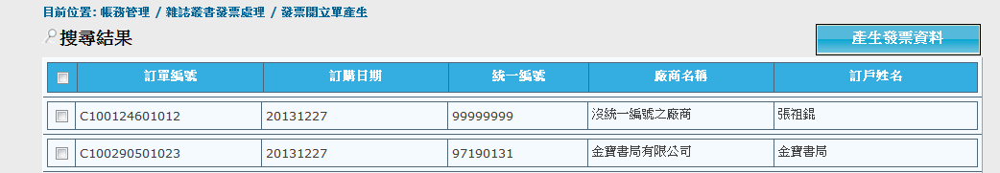 目前位置: 帳務管理 / 雜誌叢書發票處理 / 發票開立單產生
搜尋結果
產生發票資料
訂單編號 訂購日期 統一編號 廠商名稱 訂戶姓名
C100124601012 20131227 99999999 沒統一編號之廠商 張祖錕
C100290501023 20131227 97190131 金寶書局有限公司 金寶書局